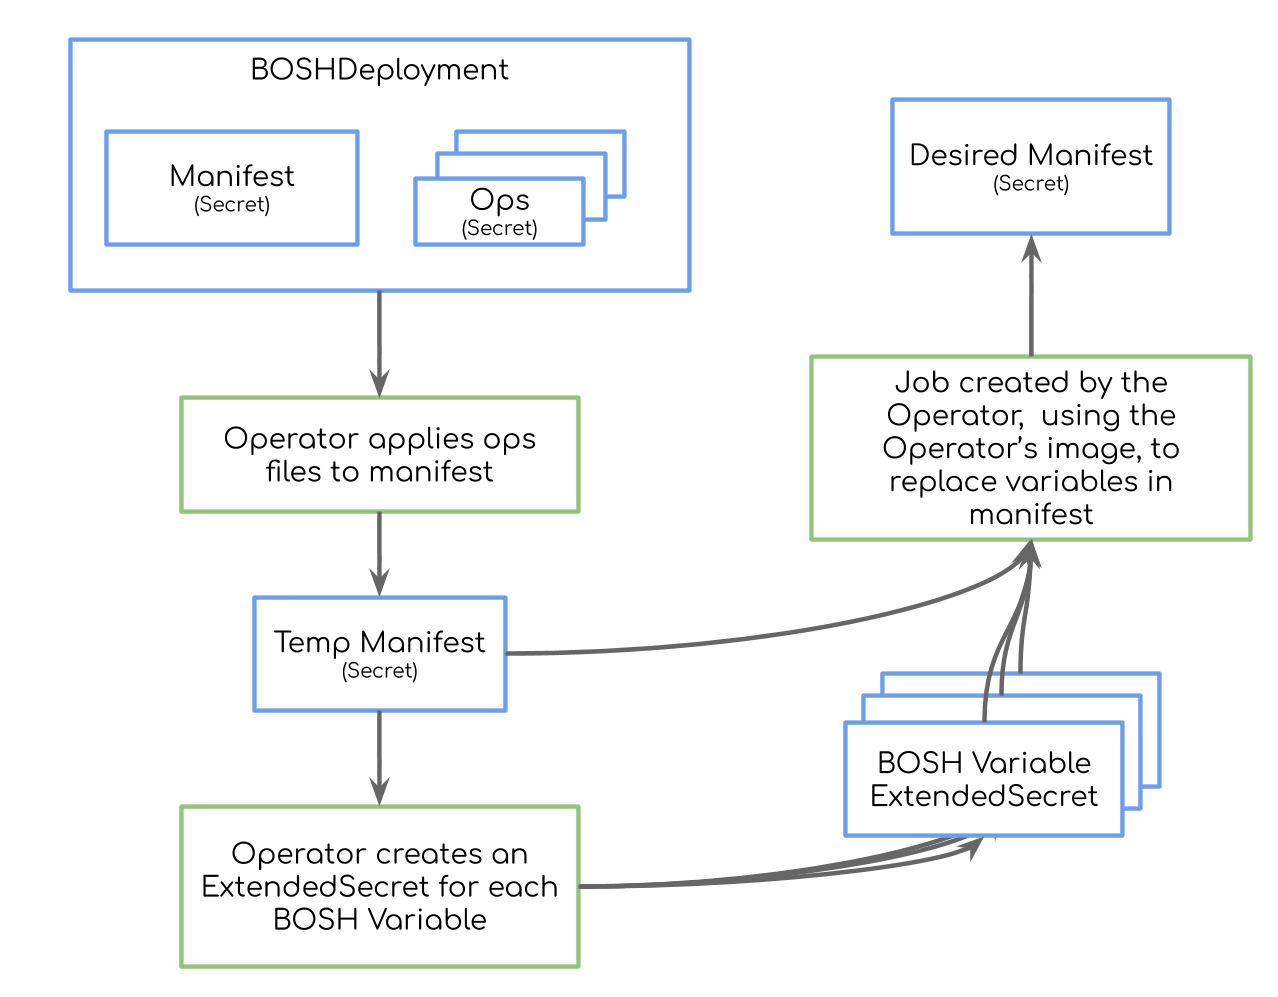 BOSHDeployment
Manifest
(Secret)
Ops
(Secret)
Operator applies ops
files to manifest
Temp Manifest
(Secret)
Operator creates an
ExtendedSecret for each
BOSH Variable
Desired Manifest
(Secret)
Job created by the
Operator,  using the
Operator's image, to
replace variables in
manifest
BOSH Variable
ExtendedSecret